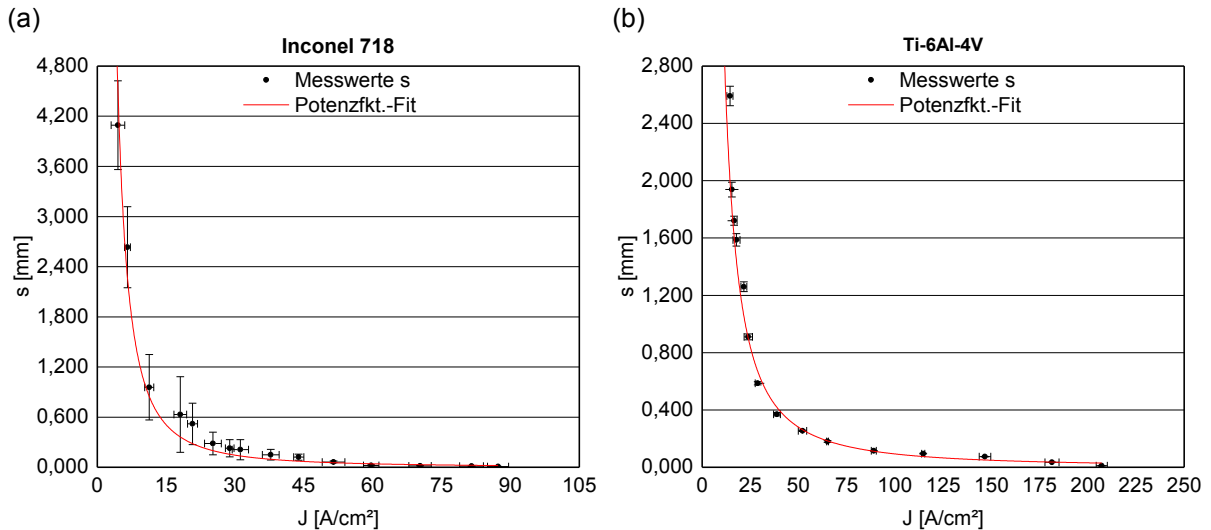 (a)
Inconel 718
4,800
4,200
3,600
3,000
2,400
1,800
1,200
0,600
0,000
s [mm]
Messwerte s
Potenzfkt.-Fit
0 15 30 45 60 75 90 105
J [A/cm²]
(b)
Ti-6Al-4V
2,800
2,400
2,000
1,600
1,200
0,800
0,400
0,000
s [mm]
Messwerte s
Potenzfkt.-Fit
0 25 50 75 100 125 150 175 200 225 250
J [A/cm²]